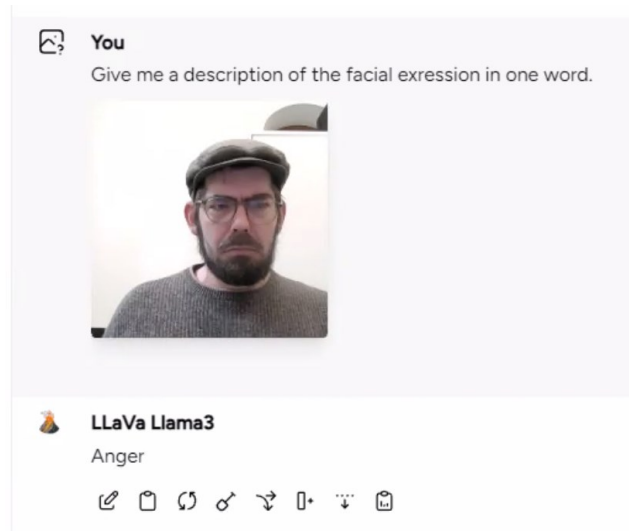 You
Give me a description of the facial exression in one word.
LLaVa Llama3
Anger